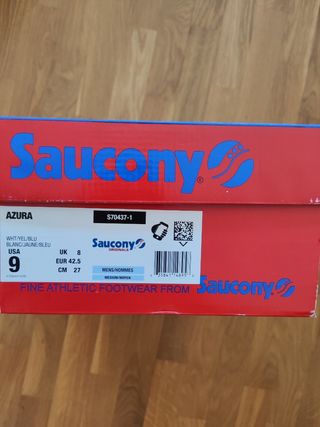 Saucony®
AZURA
S70437-1
WHT/YEL/BLU
BLANC/JAUNE/BLEU
USA
9
UK 8
EUR 42.5
CM 27
Saucony
ORIGINALS
MENS/HOMMES
MEDIUM/MOYEN
FINE ATHLETIC FOOTWEAR FROM Saucony